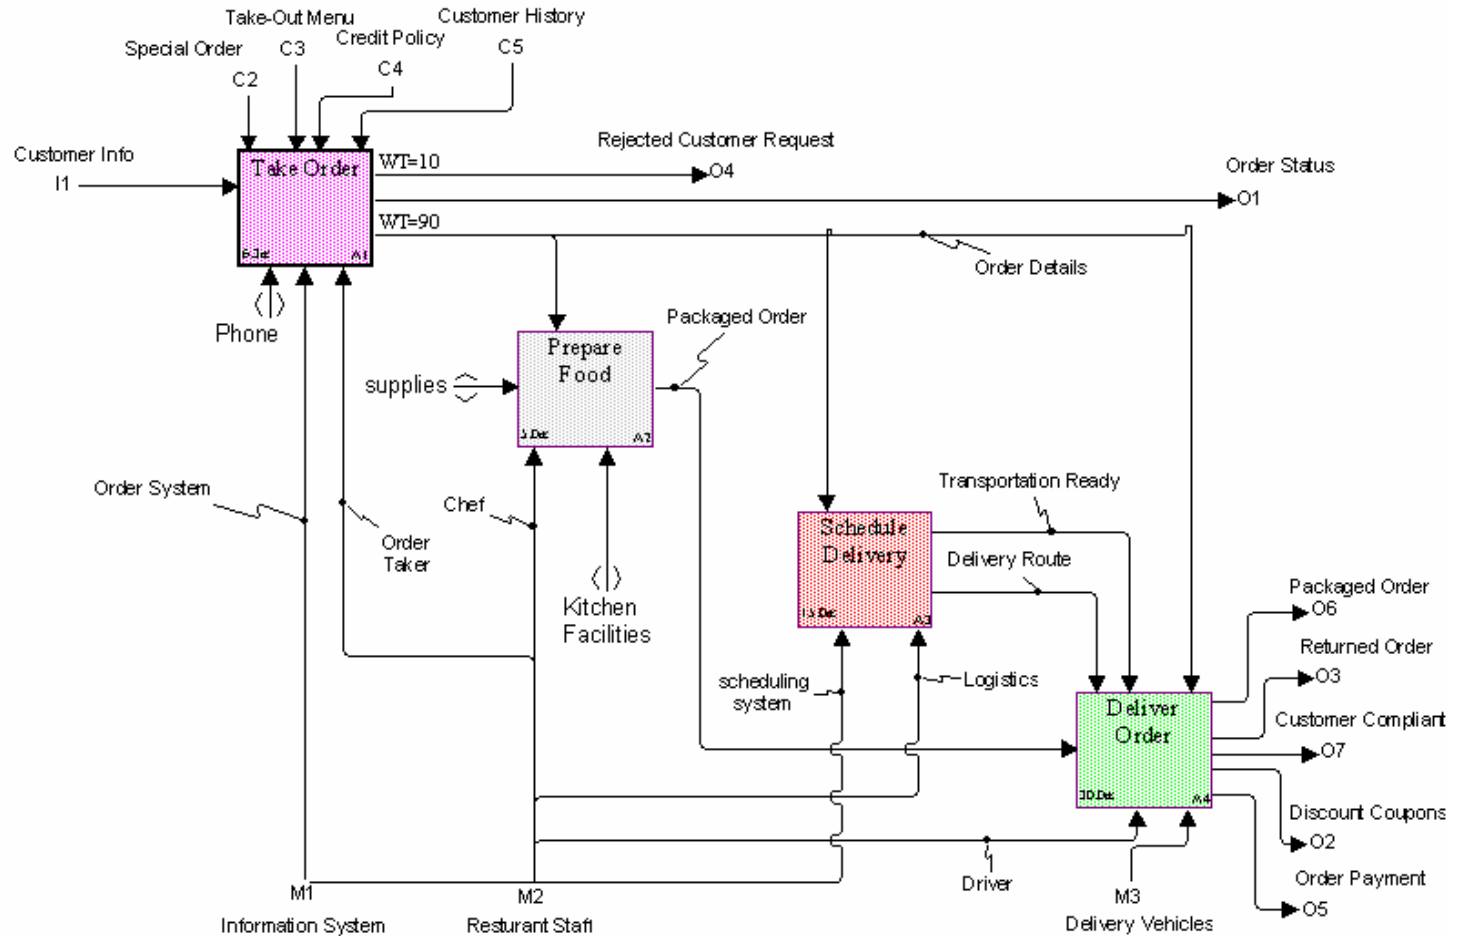 Take-Out Menu
Customer History
Special Order
C3
Credit Policy
C5
C2
C4
Customer Info
I1
Take Order
A1
WT=10
Rejected Customer Request
O4
Order Status
O1
WT=90
Order Details
Phone
Packaged Order
Prepare
Food
A2
supplies
Order System
Order
Taker
Chef
Kitchen
Facilities
Transportation Ready
Schedule
Delivery
A3
Delivery Route
scheduling
system
Logistics
Deliver
Order
A4
Packaged Order
O6
Returned Order
O3
Customer Compliant
O7
Discount Coupons
O2
Order Payment
O5
Driver
M1
Information System
M2
Resturant Staff
M3
Delivery Vehicles